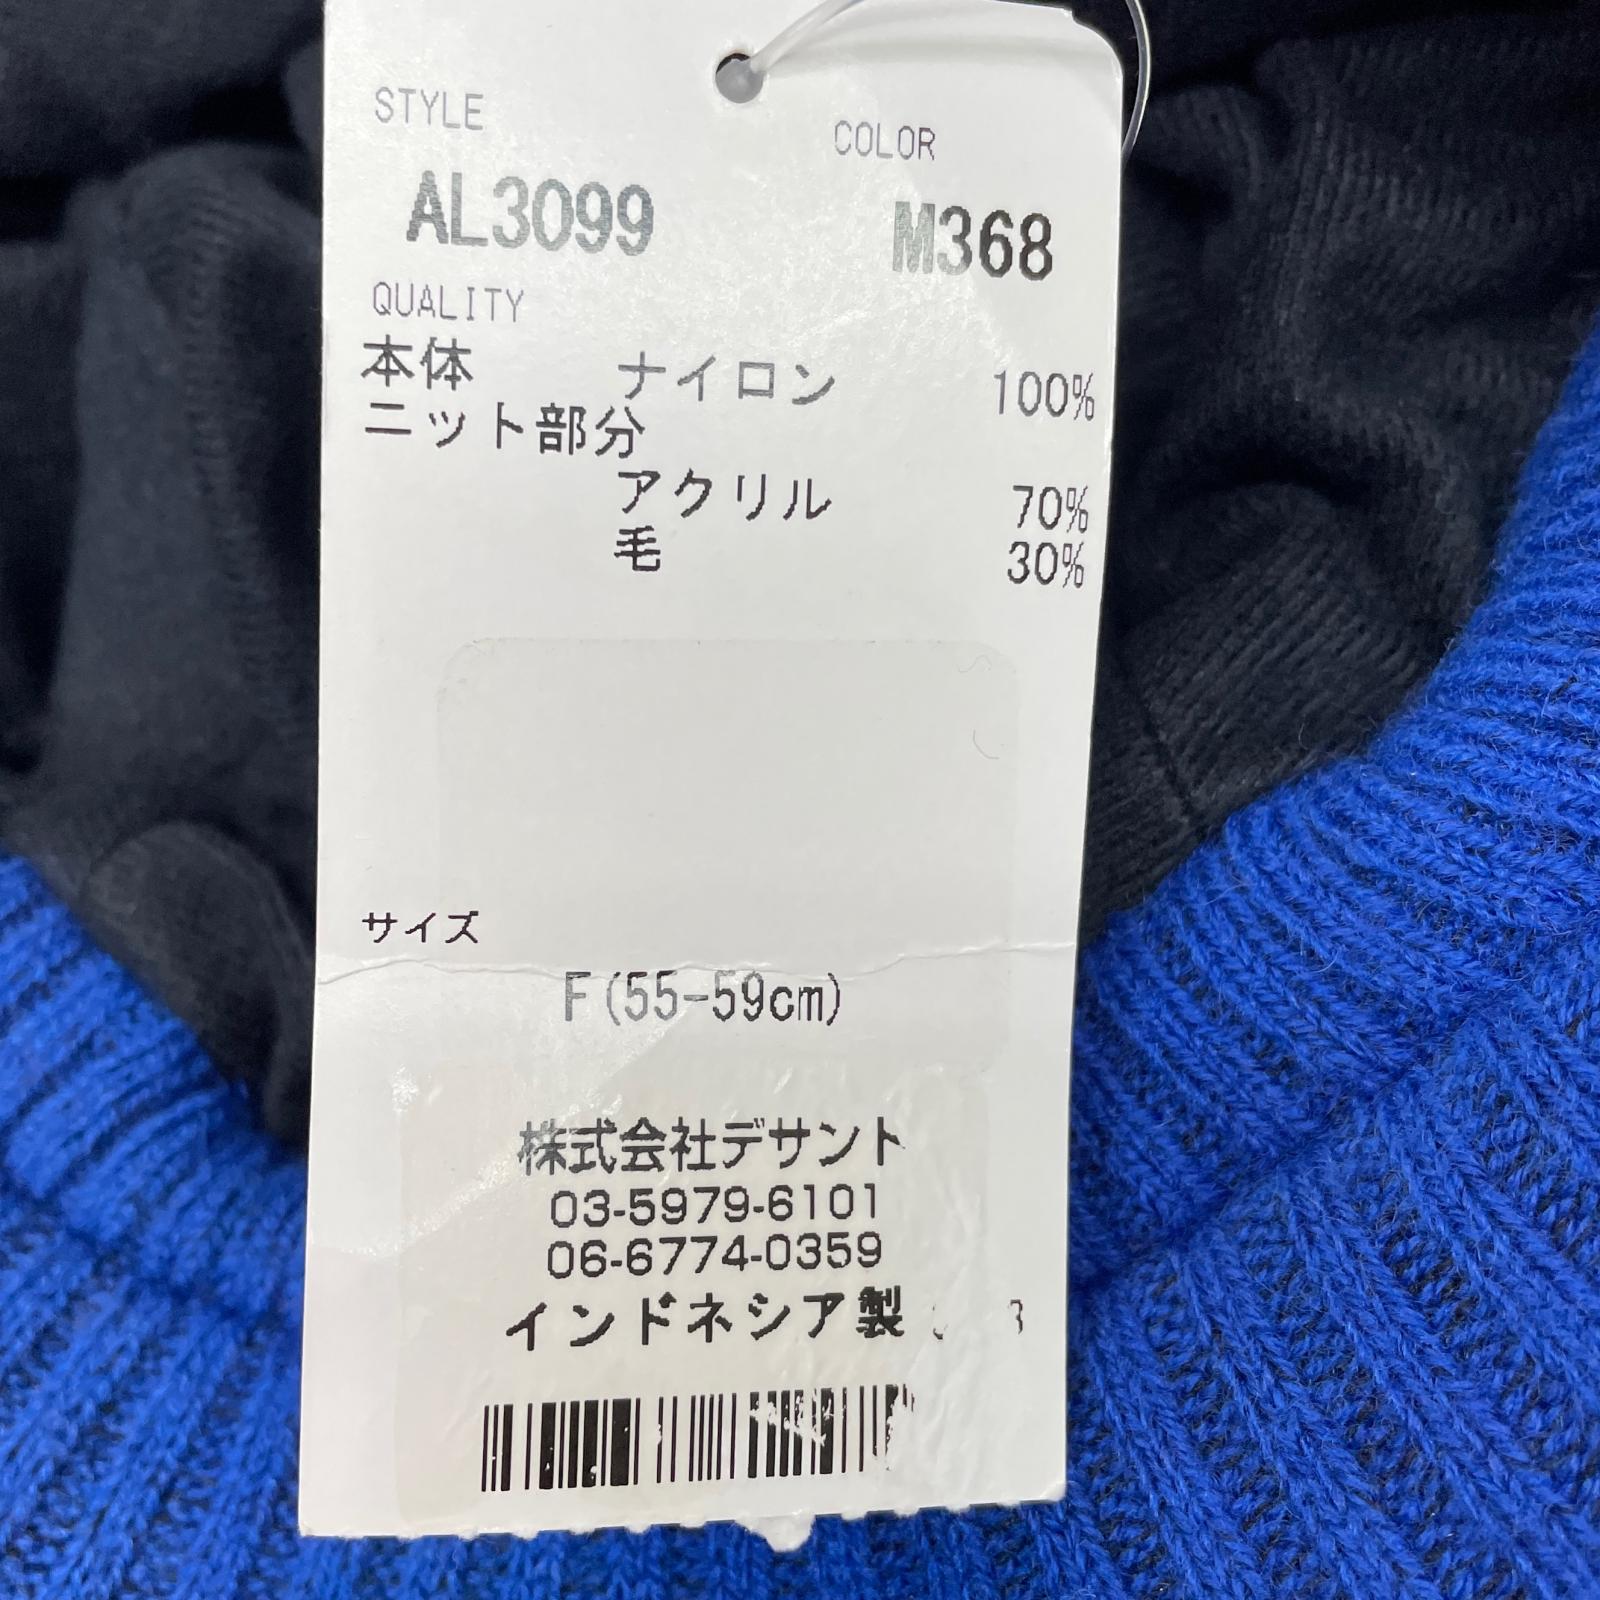 STYLE COLOR
AL3099 M368
QUALITY
本体 ナイロン 100%
ニット部分
アクリル 70%
毛 30%
サイズ
F(55-59cm)
株式会社デサント
03-5979-6101
06-6774-0359
インドネシア製